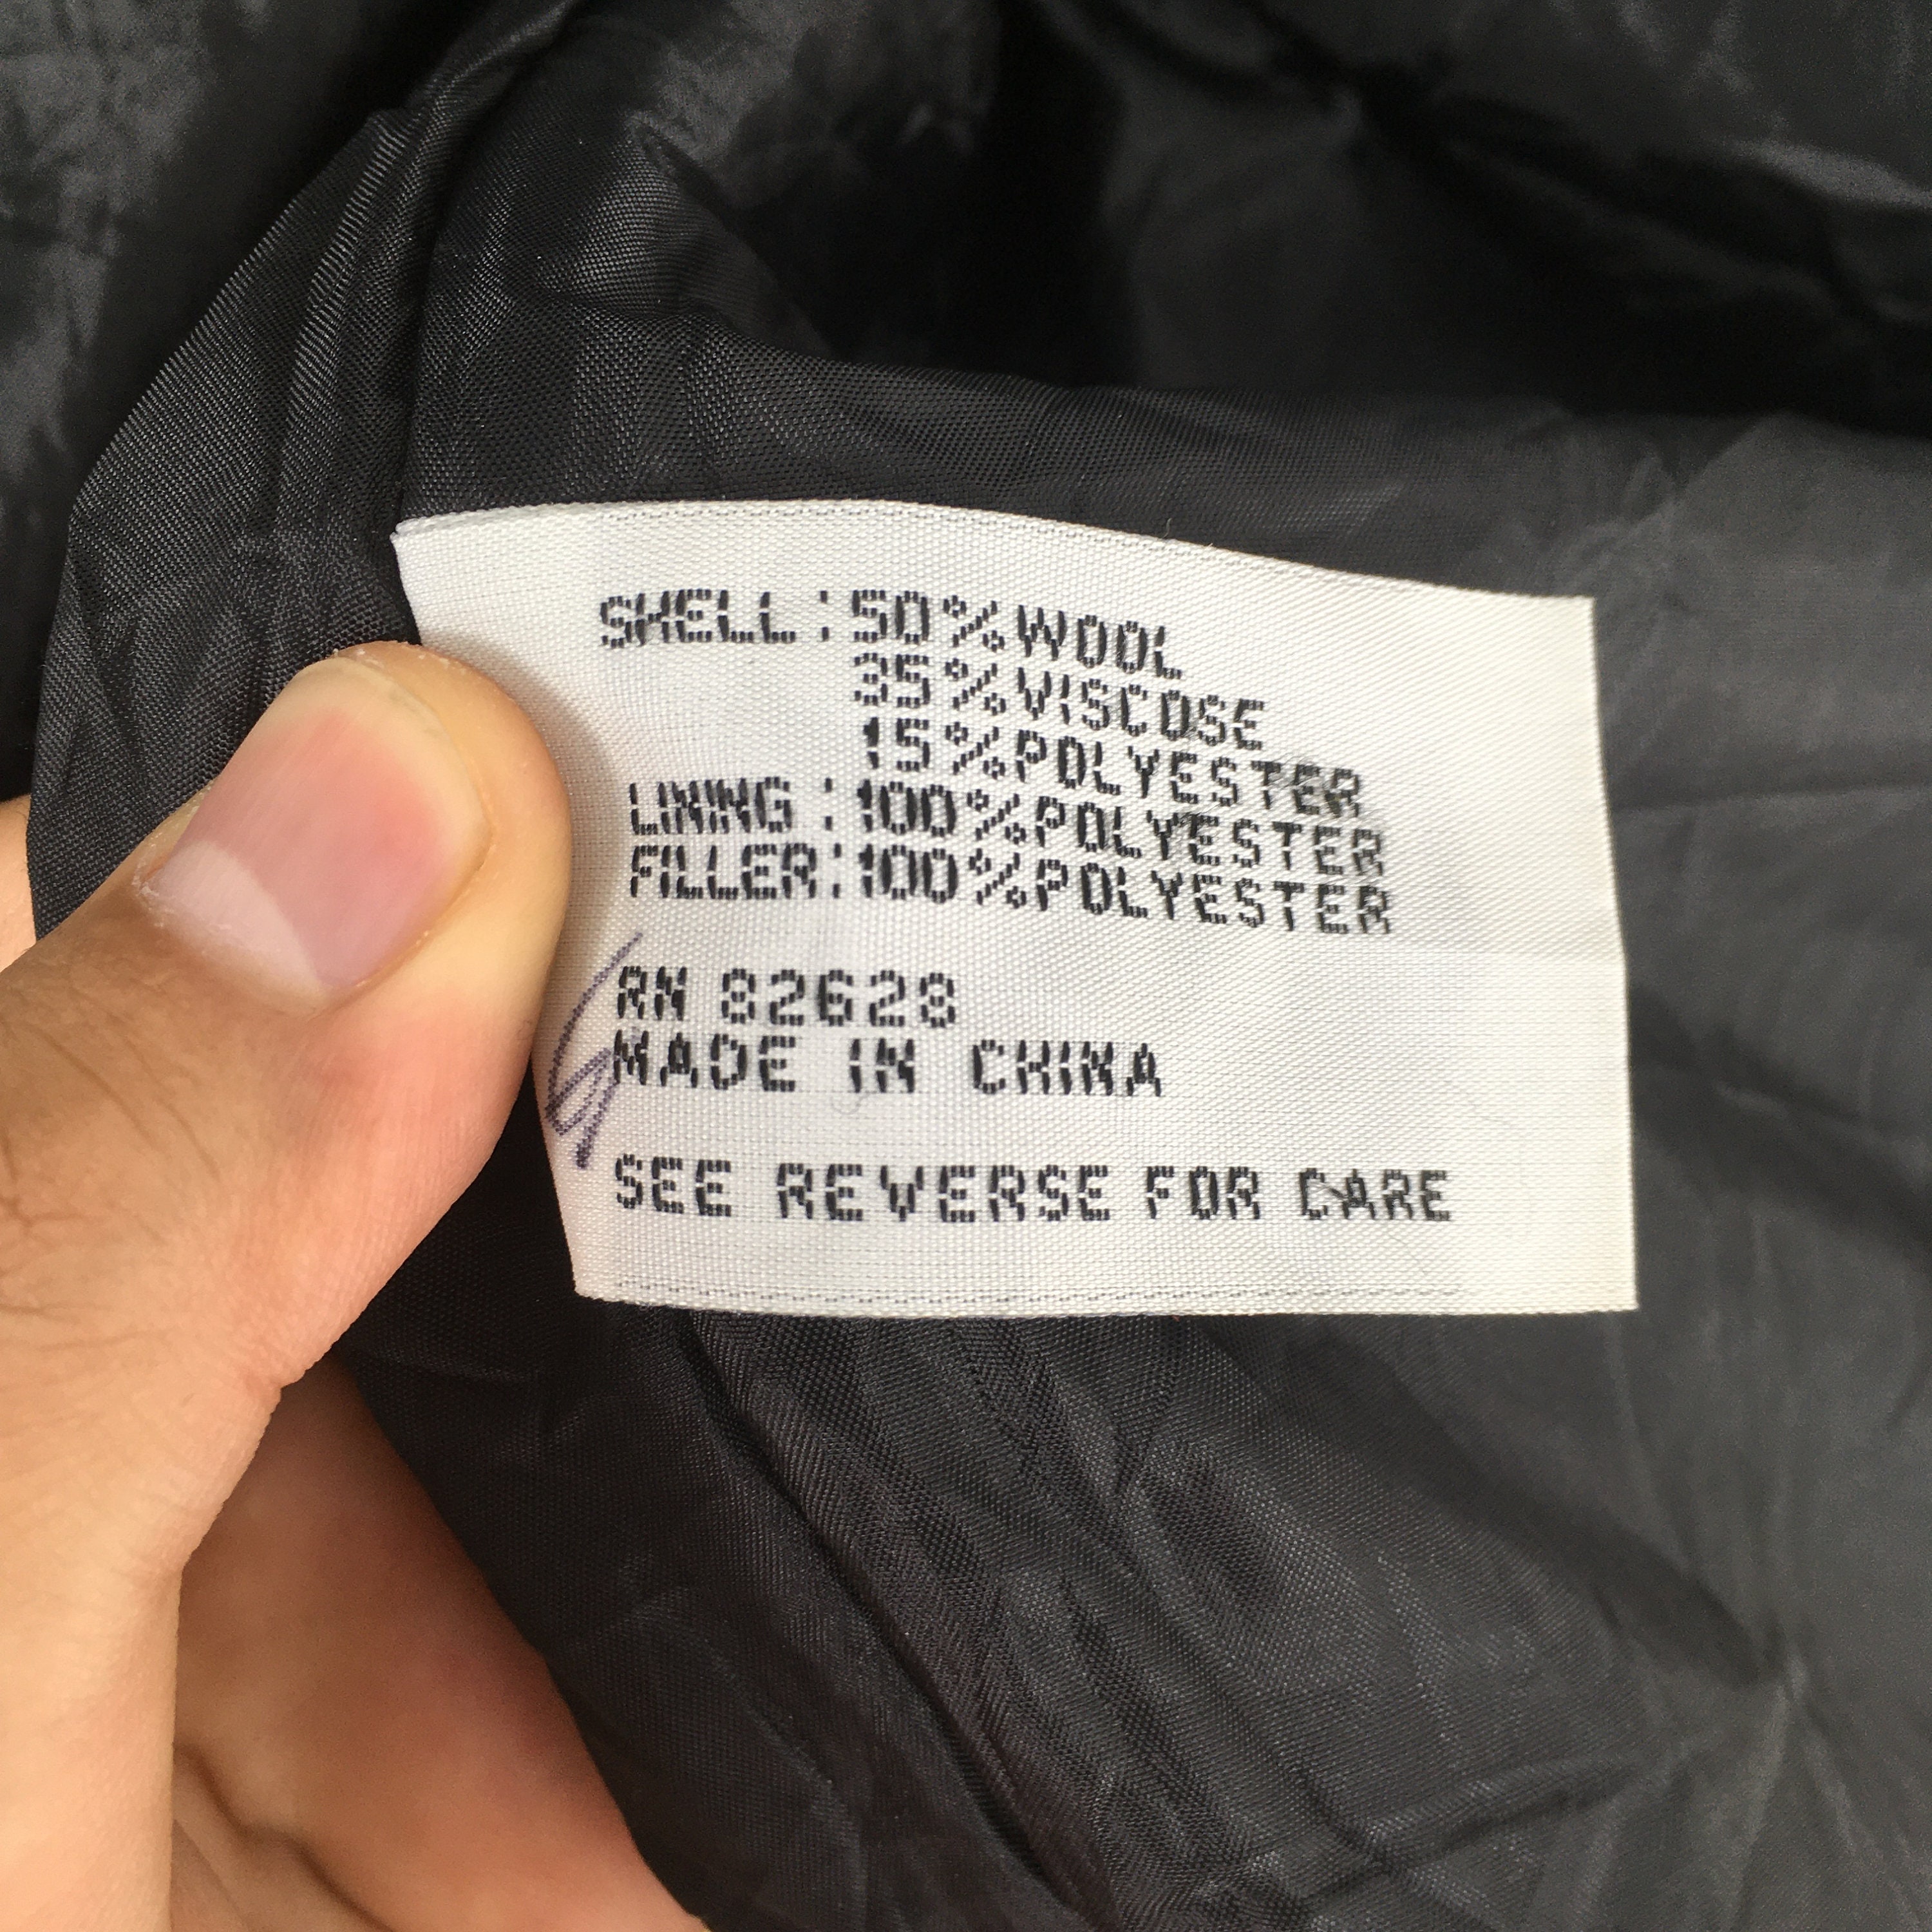 SHELL:50%WOOL
35%VISCOSE
15%POLYESTER
LINING:100%POLYESTER
FILLER:100%POLYESTER
RN 82628
MADE IN CHINA
SEE REVERSE FOR CARE